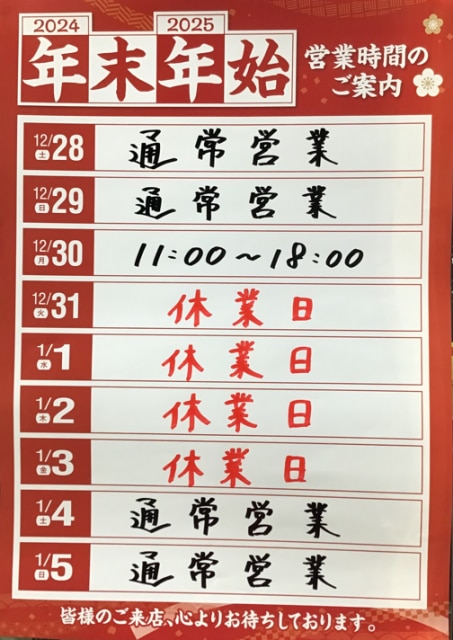 2024 2025
年末年始
営業時間の
ご案内
12/28 土 通常営業
12/29 日 通常営業
12/30 月 11:00～18:00
12/31 火 休業日
1/1 水 休業日
1/2 木 休業日
1/3 金 休業日
1/4 土 通常営業
1/5 日 通常営業
皆様のご来店、心よりお待ちしております。